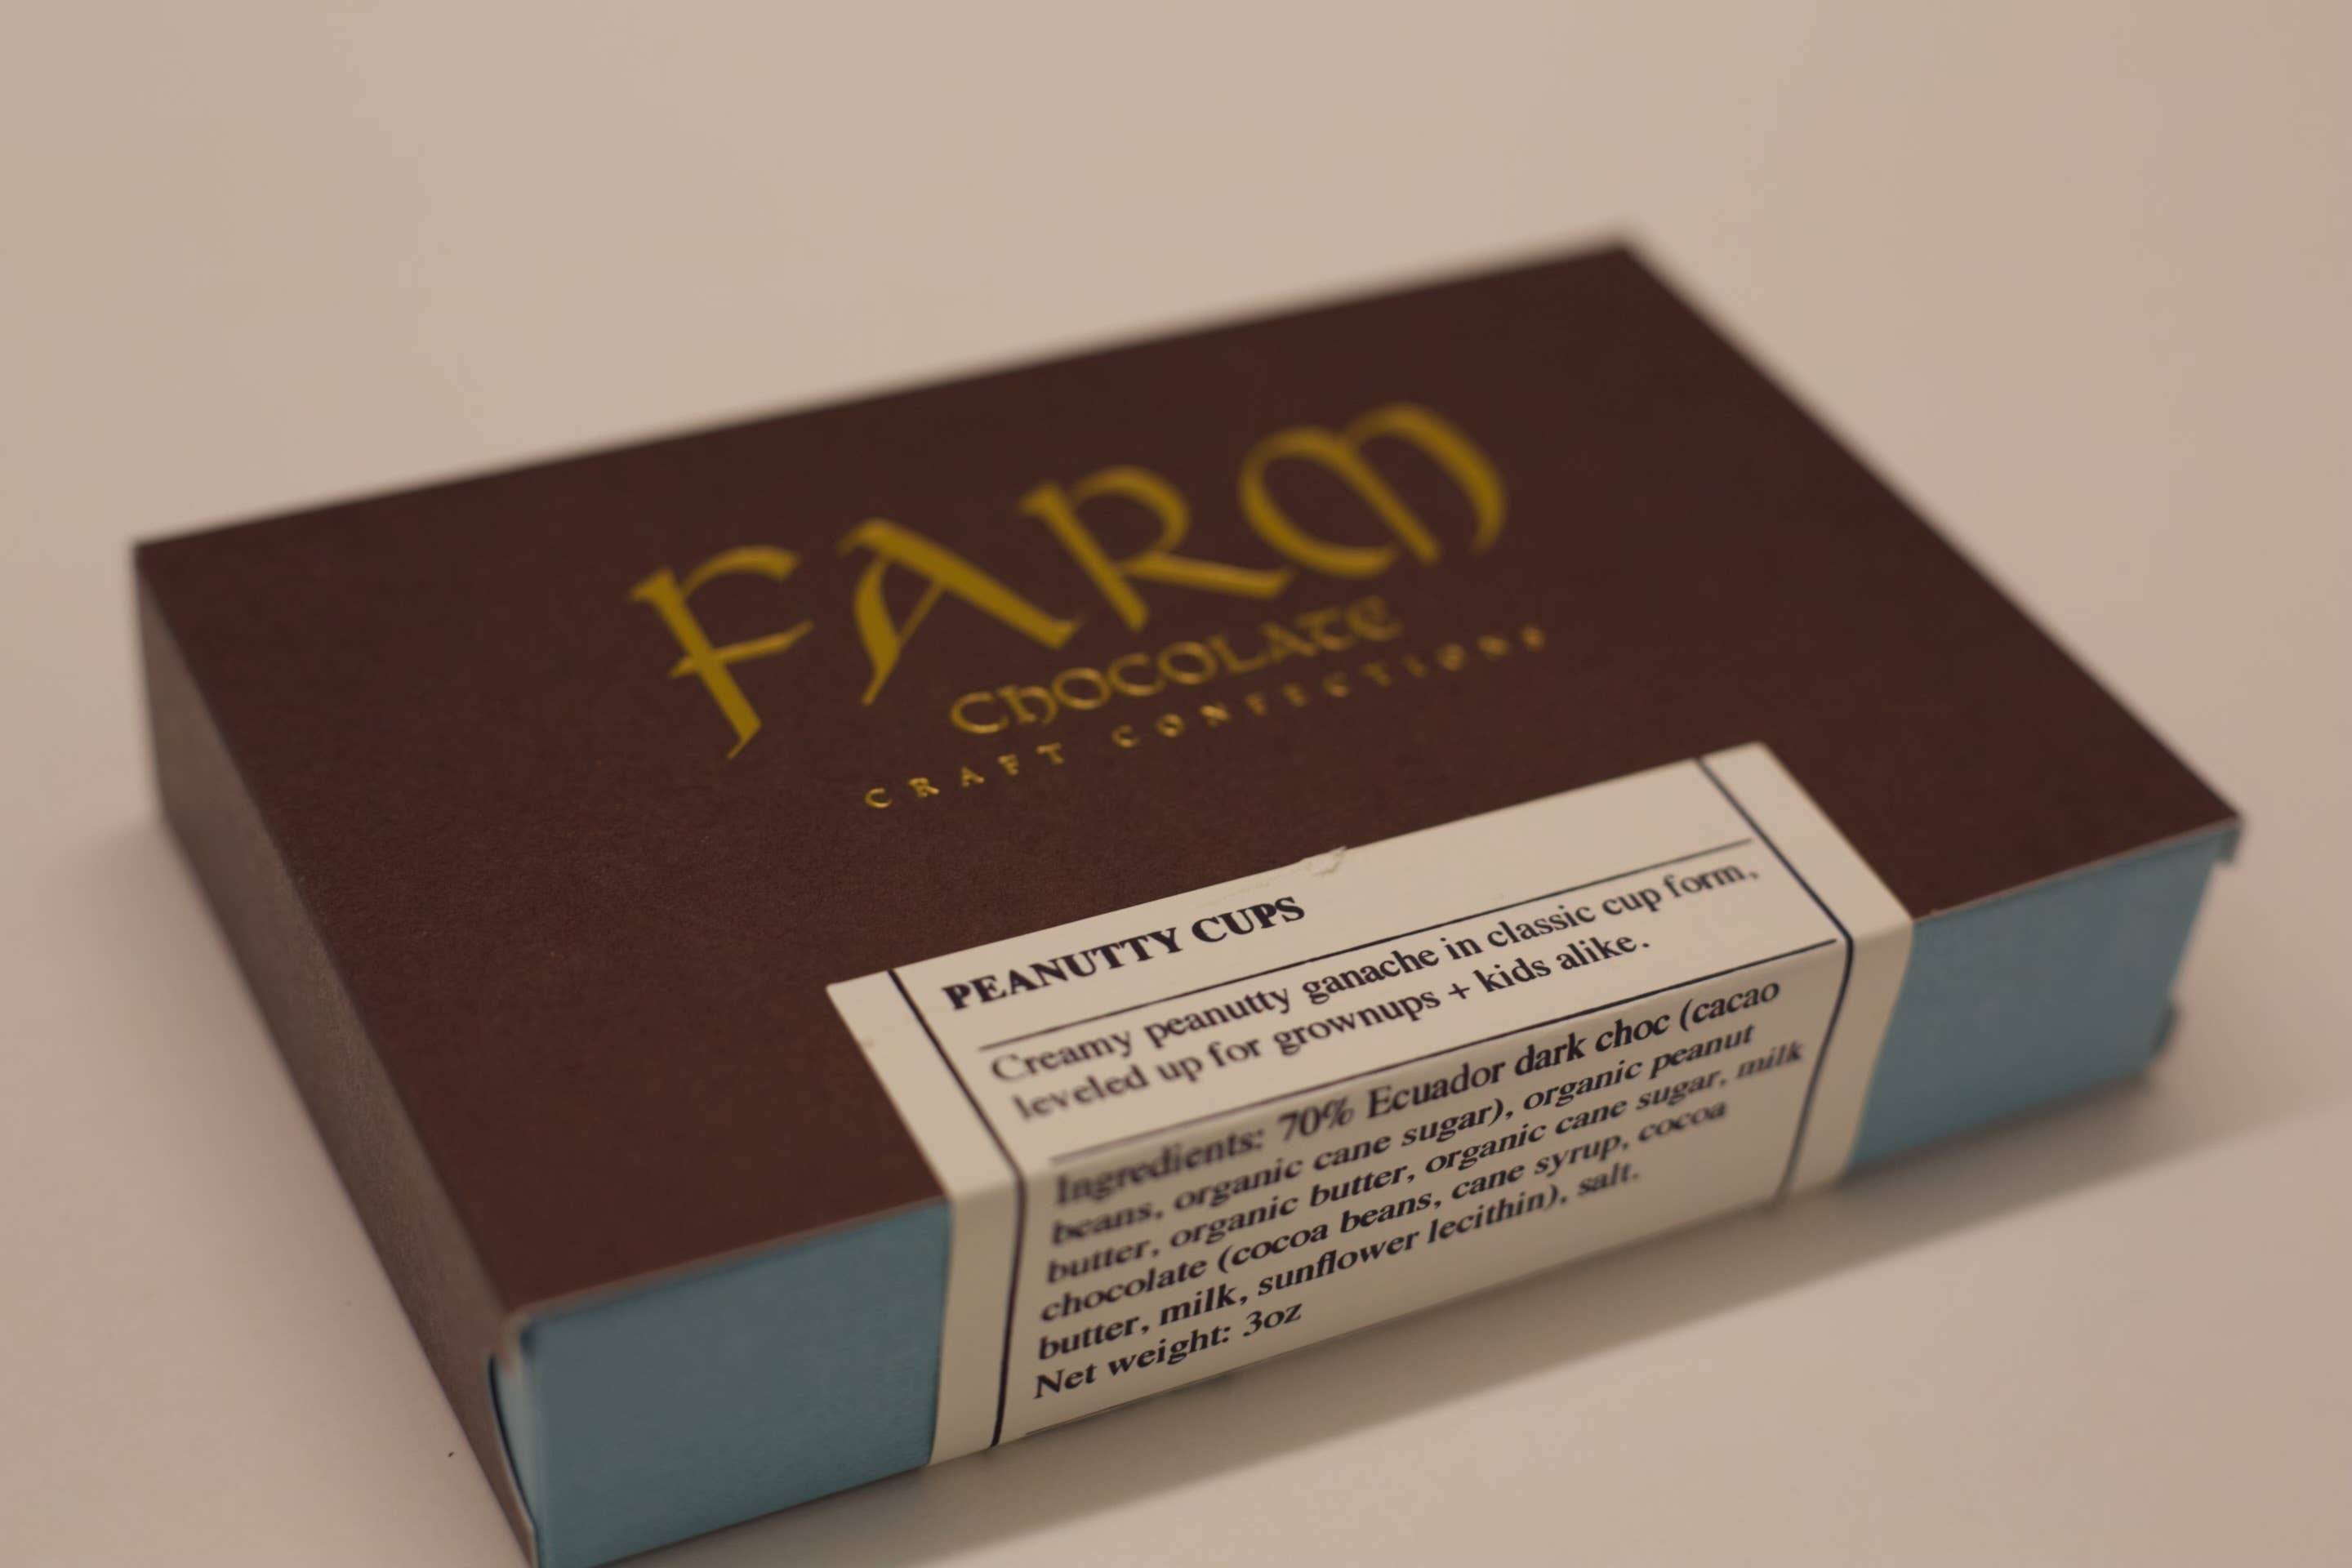 FARM
CHOCOLATE
CRAFT CONFECTIONS
PEANUTTY CUPS
Creamy peanutty ganache in classic cup form,
leveled up for grownups + kids alike.
Ingredients: 70% Ecuador dark choc (cacao
beans, organic cane sugar), organic peanut
butter, organic butter, organic cane sugar, milk
chocolate (cocoa beans, cane syrup, cocoa
butter, milk, sunflower lecithin), salt.
Net weight: 3oz